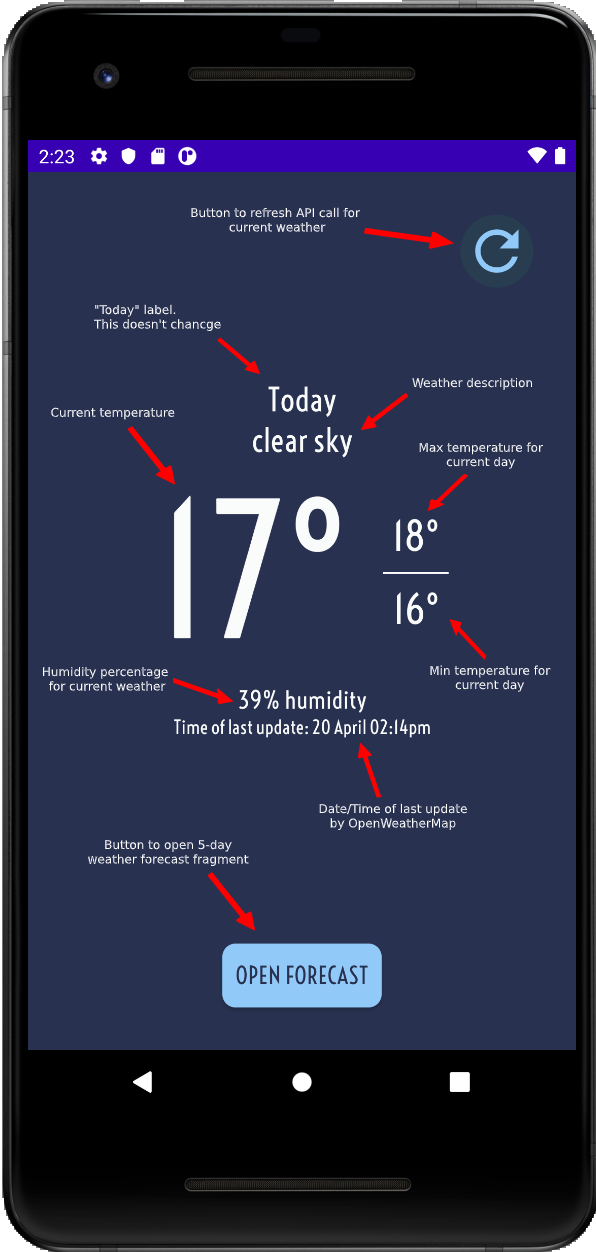 2:23
Button to refresh API call for
current weather
"Today" label.
This doesn't chancge
Today
Weather description
clear sky
Current temperature
Max temperature for
current day
17°
18°
16°
Min temperature for
current day
Humidity percentage
for current weather
39% humidity
Time of last update: 20 April 02:14pm
Date/Time of last update
by OpenWeatherMap
Button to open 5-day
weather forecast fragment
OPEN FORECAST